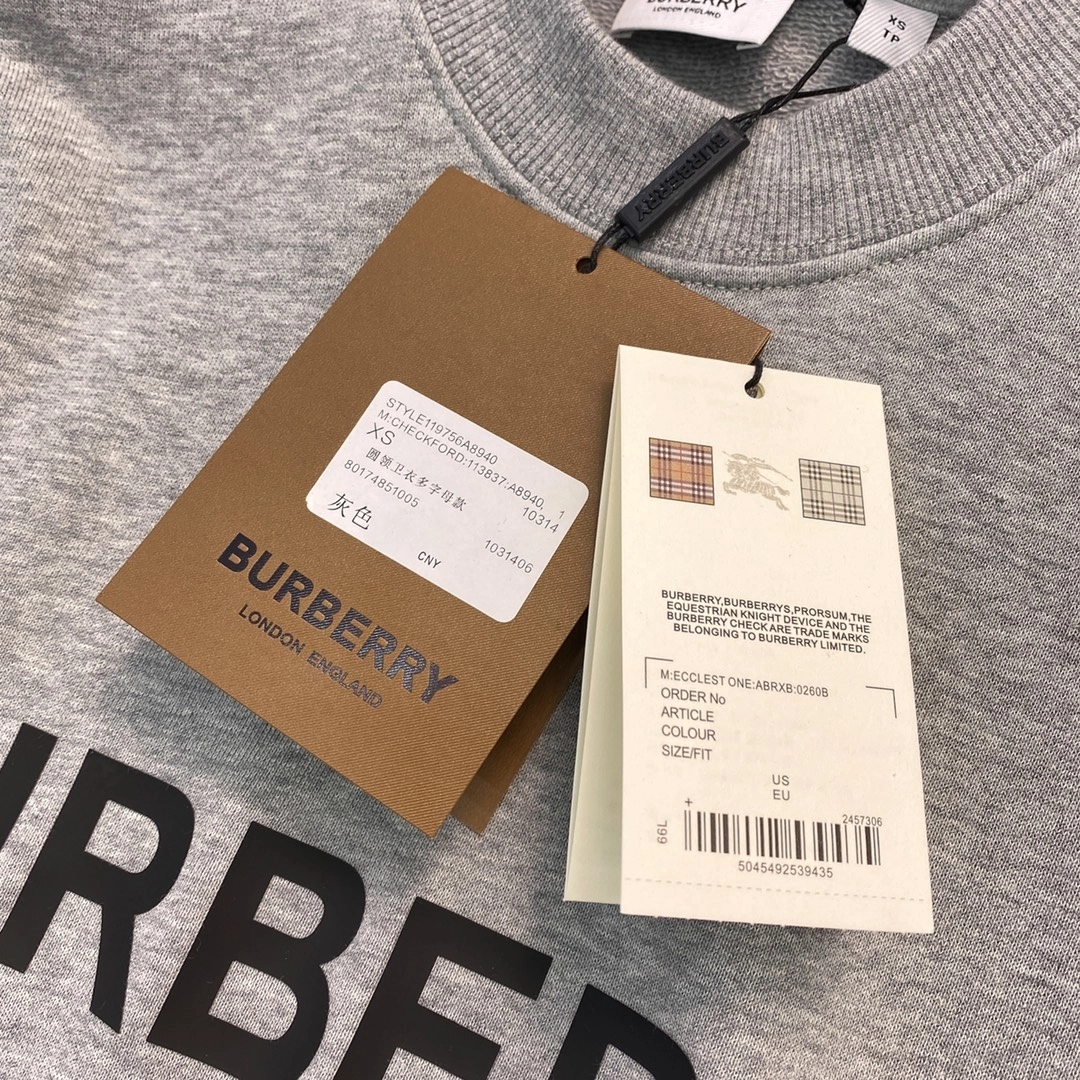 BURBERRY
LONDON ENGLAND
XS
TP
BURBERRY
STYLE119756A8940
M:CHECKFORD:113837:A8940, 1
XS
10314
圆领卫衣多字母款
80174851005
1031406
灰色
CNY
BURBERRY
LONDON ENGLAND
BURBERRY,BURBERRYS,PRORSUM,THE
EQUESTRIAN KNIGHT DEVICE AND THE
BURBERRY CHECKARE TRADE MARKS
BELONGING TO BURBERRY LIMITED.
M:ECCLEST ONE:ABRXB:0260B
ORDER No
ARTICLE
COLOUR
SIZE/FIT
US
EU
+
2457306
66L
5045492539435
URBER